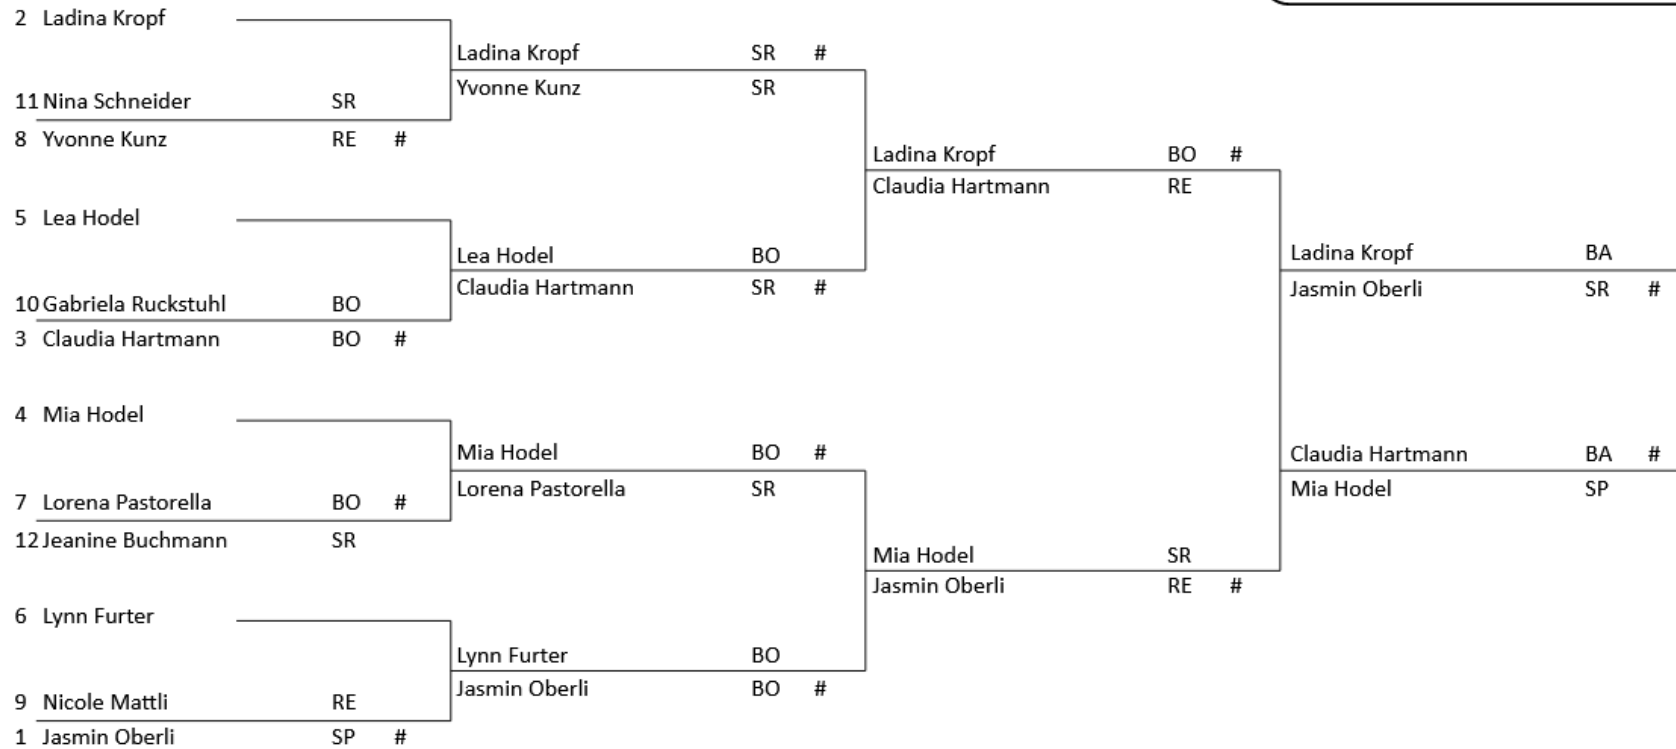 2 Ladina Kropf
Ladina Kropf SR #
Yvonne Kunz SR
11 Nina Schneider SR
8 Yvonne Kunz RE #
Ladina Kropf BO #
Claudia Hartmann RE
5 Lea Hodel
Lea Hodel BO
Claudia Hartmann SR #
Ladina Kropf BA
Jasmin Oberli SR #
10 Gabriela Ruckstuhl BO
3 Claudia Hartmann BO #
4 Mia Hodel
Mia Hodel BO #
Lorena Pastorella SR
Claudia Hartmann BA #
Mia Hodel SP
7 Lorena Pastorella BO #
12 Jeanine Buchmann SR
Mia Hodel SR
Jasmin Oberli RE #
6 Lynn Furter
Lynn Furter BO
Jasmin Oberli BO #
9 Nicole Mattli RE
1 Jasmin Oberli SP #